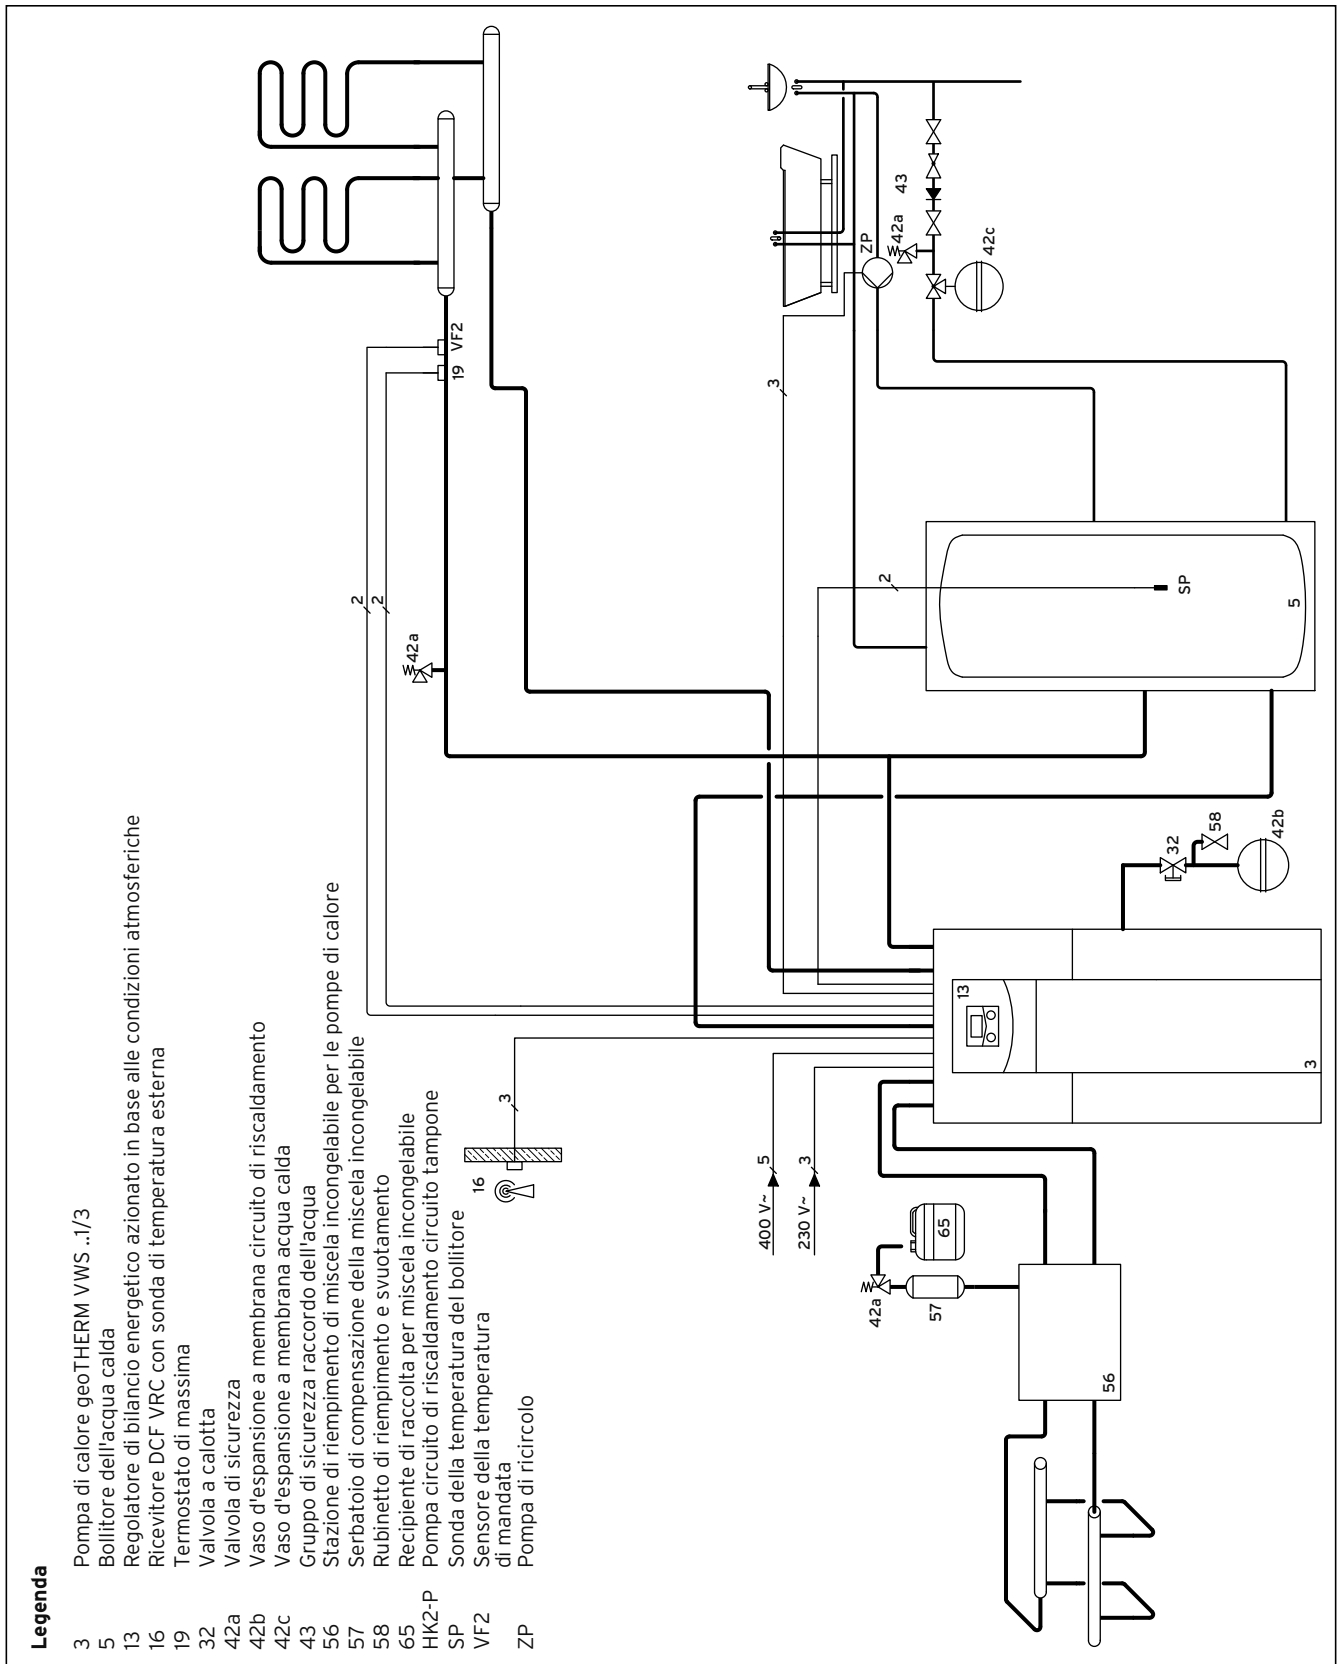 Legenda
3 Pompa di calore geoTHERM VWS ..1/3
5 Bollitore dell'acqua calda
13 Regolatore di bilancio energetico azionato in base alle condizioni atmosferiche
16 Ricevitore DCF VRC con sonda di temperatura esterna
19 Termostato di massima
32 Valvola a calotta
42a Valvola di sicurezza
42b Vaso d'espansione a membrana circuito di riscaldamento
42c Vaso d'espansione a membrana acqua calda
43 Gruppo di sicurezza raccordo dell'acqua
56 Stazione di riempimento di miscela incongelabile per le pompe di calore
57 Serbatoio di compensazione della miscela incongelabile
58 Rubinetto di riempimento e svuotamento
65 Recipiente di raccolta per miscela incongelabile
HK2-P Pompa circuito di riscaldamento circuito tampone
SP Sonda della temperatura del bollitore
VF2 Sensore della temperatura
di mandata
ZP Pompa di ricircolo
16
3
400 V~ 5
230 V~ 3
42a
65
57
56
13
3
2
2
42a
19
VF2
3
ZP
42a
43
42c
2
SP
5
32
58
42b